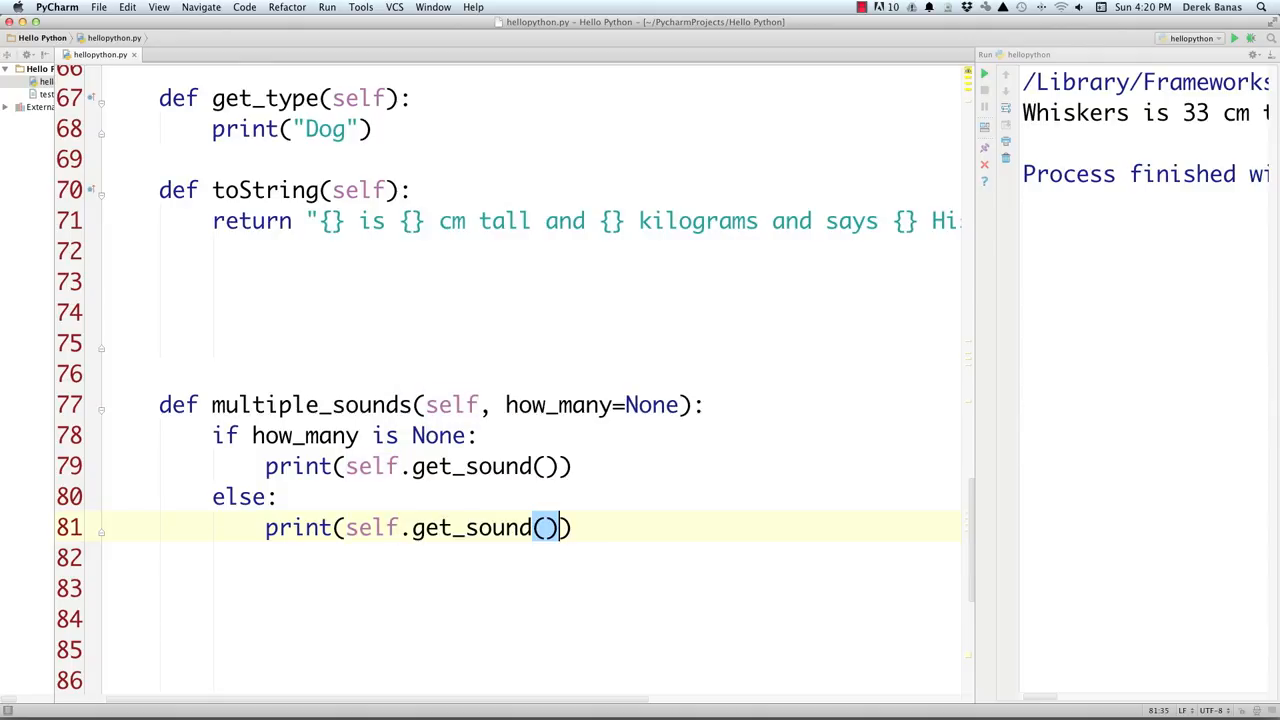 PyCharm File Edit View Navigate Code Refactor Run Tools VCS Window Help 10 Sun 4:20 PM Derek Banas
hellopython.py - Hello Python - [~/PycharmProjects/Hello Python]
Hello Python hellopython.py hellopython
hellopython.py Run hellopython
Hello
hell
test
Externa
66
67 def get_type(self):
68 print("Dog")
69
70 def toString(self):
71 return "{} is {} cm tall and {} kilograms and says {} Hi
72
73
74
75
76
77 def multiple_sounds(self, how_many=None):
78 if how_many is None:
79 print(self.get_sound())
80 else:
81 print(self.get_sound())
82
83
84
85
86
/Library/Frameworks
Whiskers is 33 cm t
Process finished wi
81:35 LF UTF-8